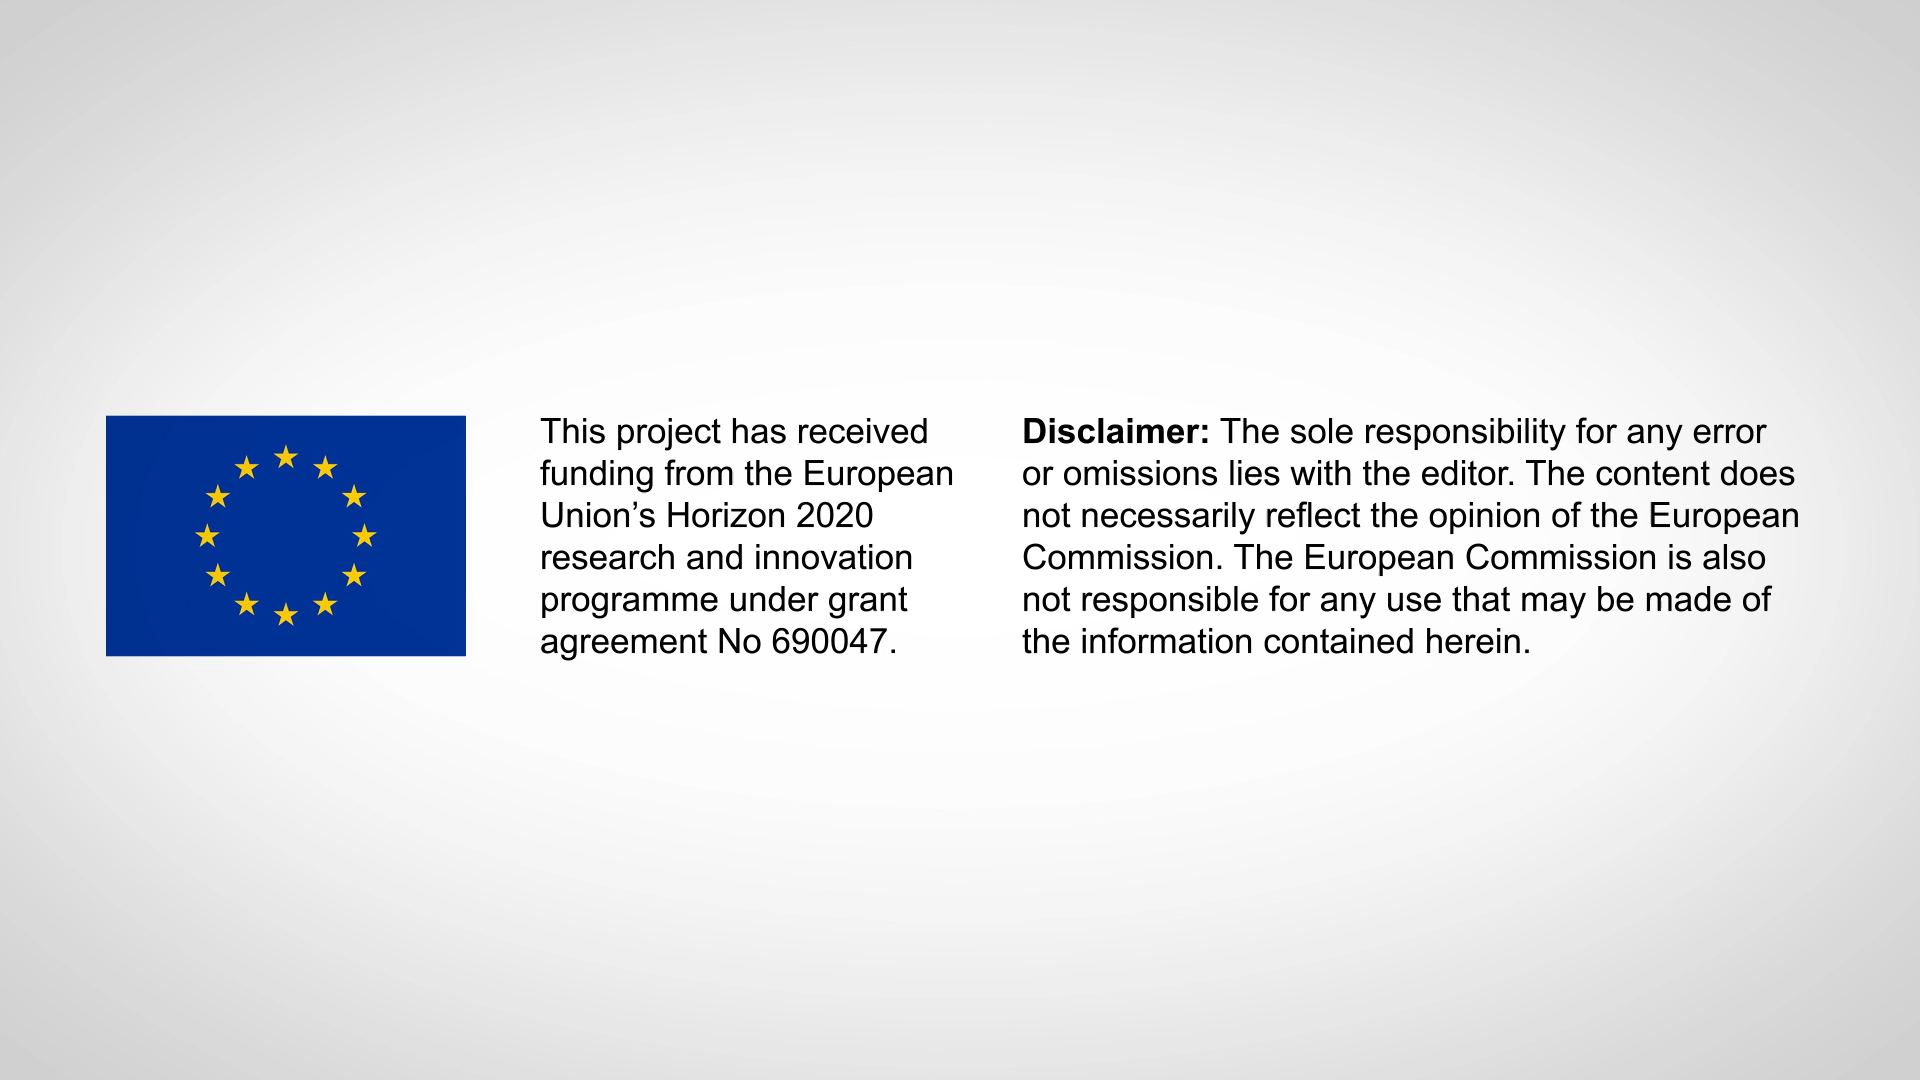 This project has received
funding from the European
Union’s Horizon 2020
research and innovation
programme under grant
agreement No 690047.
Disclaimer: The sole responsibility for any error
or omissions lies with the editor. The content does
not necessarily reflect the opinion of the European
Commission. The European Commission is also
not responsible for any use that may be made of
the information contained herein.